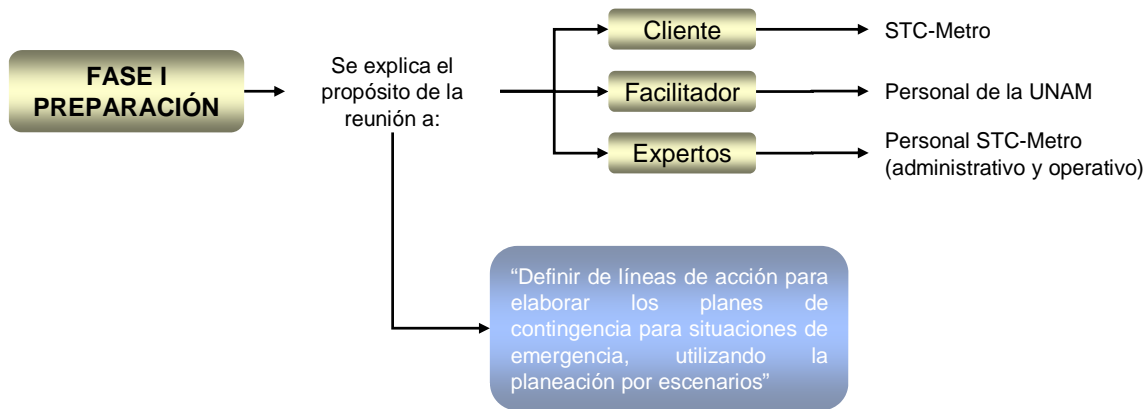 FASE I
PREPARACIÓN
Se explica el
propósito de la
reunión a:
Cliente
STC-Metro
Facilitador
Personal de la UNAM
Expertos
Personal STC-Metro
(administrativo y operativo)
“Definir de líneas de acción para
elaborar los planes de
contingencia para situaciones de
emergencia, utilizando la
planeación por escenarios”